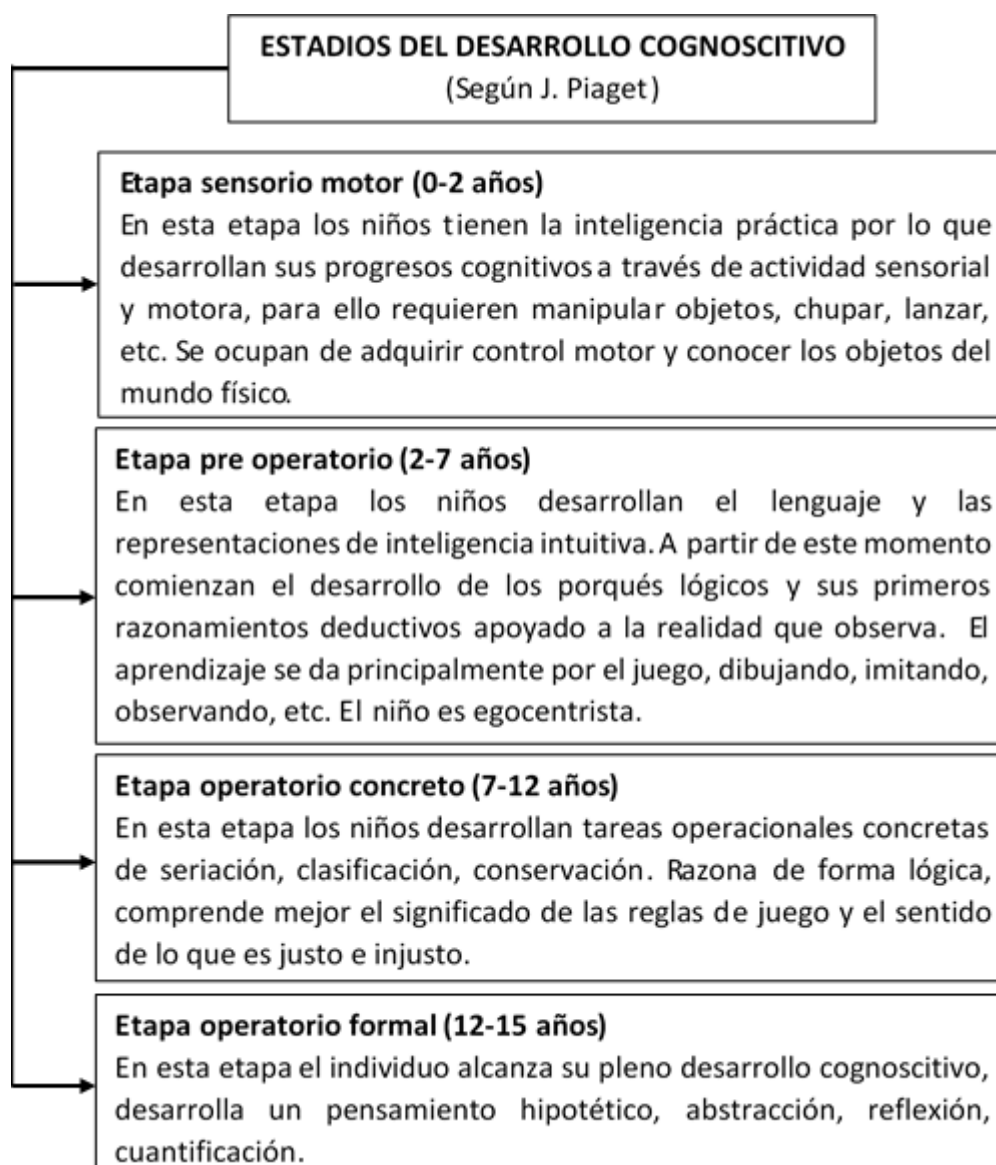 ESTADIOS DEL DESARROLLO COGNOSCITIVO
(Según J. Piaget)
Etapa sensorio motor (0-2 años)
En esta etapa los niños tienen la inteligencia práctica por lo que
desarrollan sus progresos cognitivos a través de actividad sensorial
y motora, para ello requieren manipular objetos, chupar, lanzar,
etc. Se ocupan de adquirir control motor y conocer los objetos del
mundo físico.
Etapa pre operatorio (2-7 años)
En esta etapa los niños desarrollan el lenguaje y las
representaciones de inteligencia intuitiva. A partir de este momento
comienzan el desarrollo de los porqués lógicos y sus primeros
razonamientos deductivos apoyado a la realidad que observa. El
aprendizaje se da principalmente por el juego, dibujando, imitando,
observando, etc. El niño es egocentrista.
Etapa operatorio concreto (7-12 años)
En esta etapa los niños desarrollan tareas operacionales concretas
de seriación, clasificación, conservación. Razona de forma lógica,
comprende mejor el significado de las reglas de juego y el sentido
de lo que es justo e injusto.
Etapa operatorio formal (12-15 años)
En esta etapa el individuo alcanza su pleno desarrollo cognoscitivo,
desarrolla un pensamiento hipotético, abstracción, reflexión,
cuantificación.